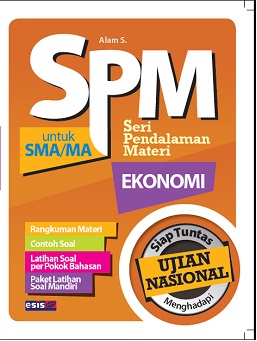 Alam S.
SPM
untuk
SMA/MA
Seri
Pendalaman
Materi
EKONOMI
Rangkuman Materi
Contoh Soal
Latihan Soal
per Pokok Bahasan
Paket Latihan
Soal Mandiri
Siap Tuntas
UJIAN
NASIONAL
Menghadapi
esis